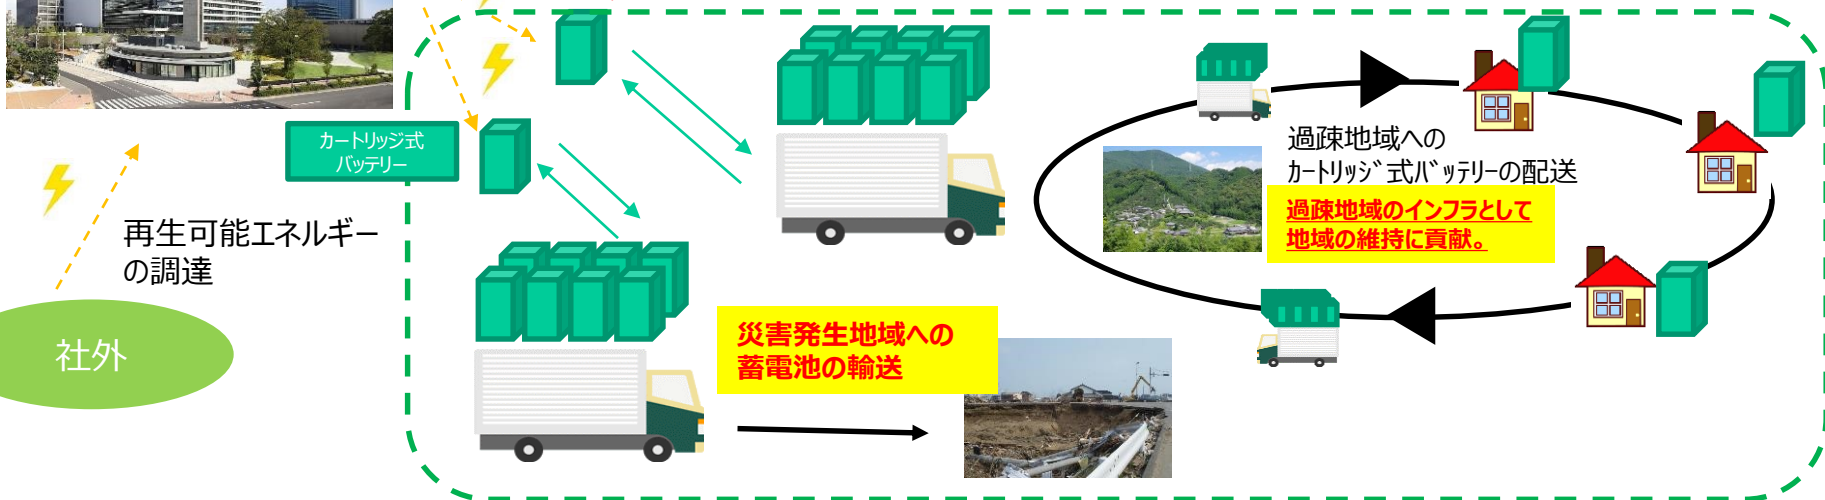 カートリッジ式
バッテリー
再生可能エネルギー
の調達
社外
過疎地域への
ｶｰﾄﾘｯｼﾞ式ﾊﾞｯﾃﾘｰの配送
過疎地域のインフラとして
地域の維持に貢献。
災害発生地域への
蓄電池の輸送